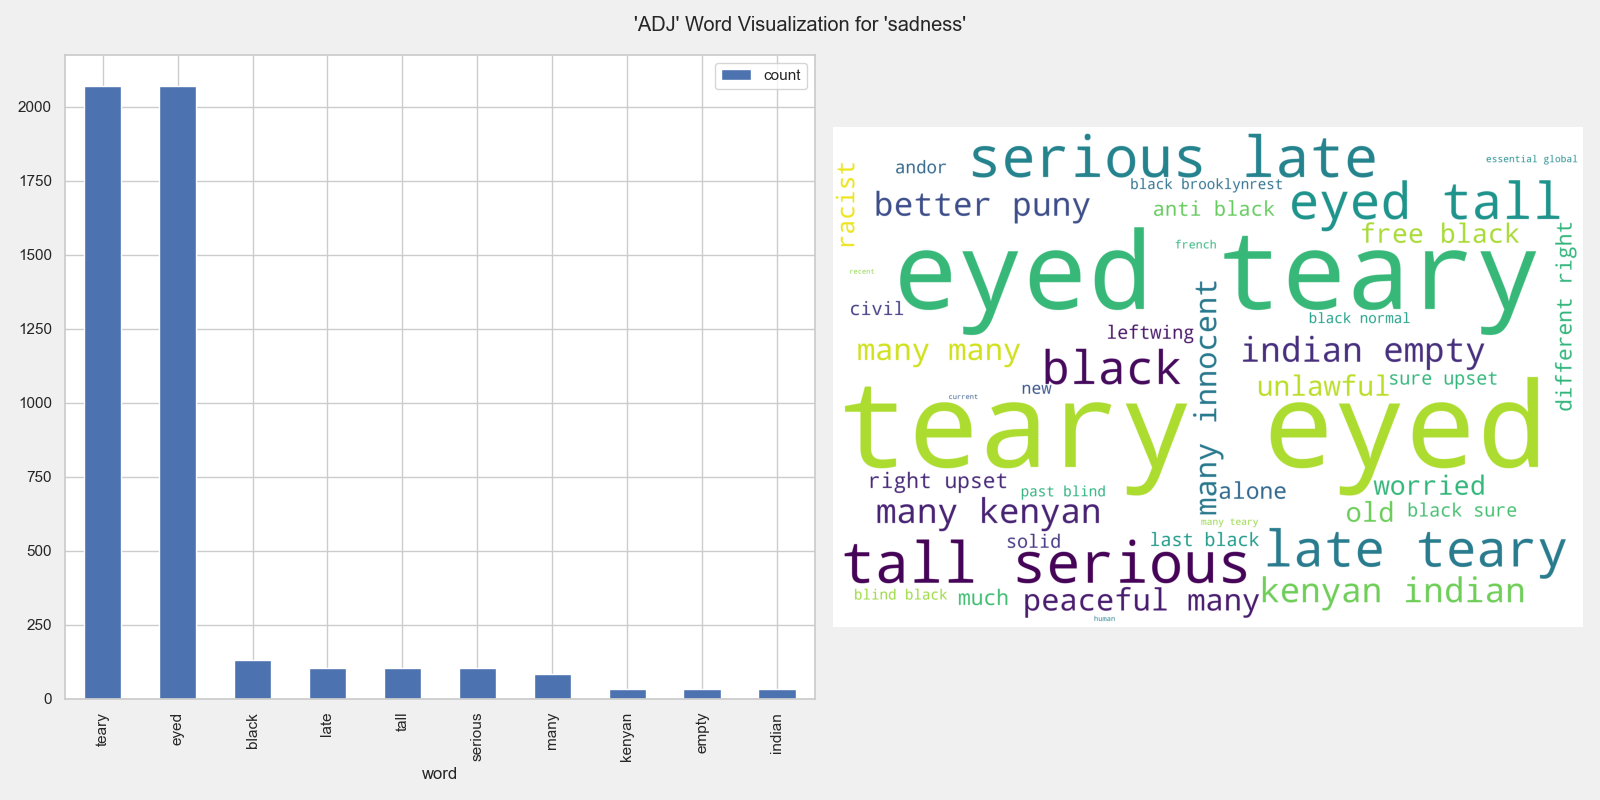 'ADJ' Word Visualization for 'sadness'
count
2000
1750
1500
1250
1000
750
500
250
0
teary
eyed
black
late
tall
serious
many
kenyan
empty
indian
word
serious late
essential global
andor
racist
black brooklynrest
better puny
anti black
eyed tall
free black
french
eyed teary
different right
recent
civil
many innocent
black normal
leftwing
many many
black
indian empty
sure upset
unlawful
new
current
teary eyed
right upset
past blind
alone
worried
many kenyan
old
black sure
many teary
solid
last black
late teary
tall serious
blind black
much
peaceful many
kenyan indian
human